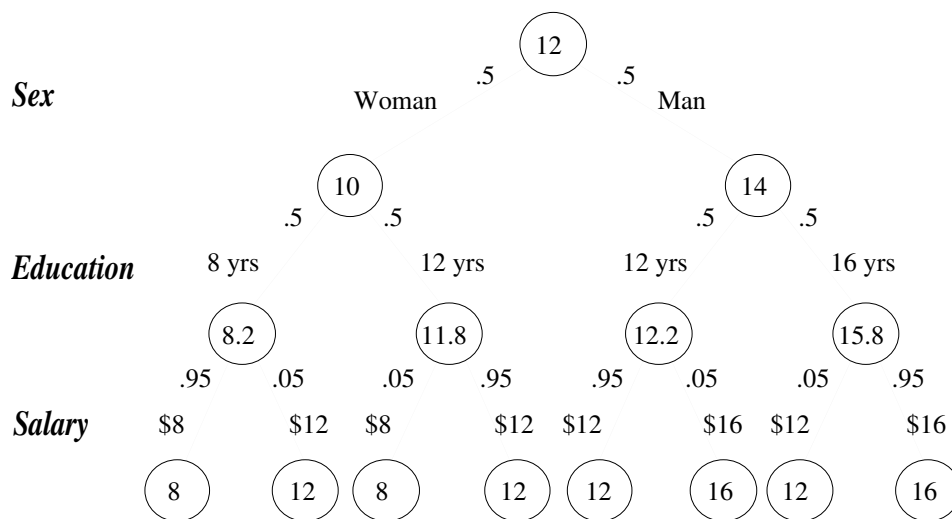 12
.5 .5
Sex
Woman Man
10 14
.5 .5 .5 .5
Education 8 yrs 12 yrs 12 yrs 16 yrs
8.2 11.8 12.2 15.8
.95 .05 .05 .95 .95 .05 .05 .95
Salary $8 $12 $8 $12 $12 $16 $12 $16
8 12 8 12 12 16 12 16